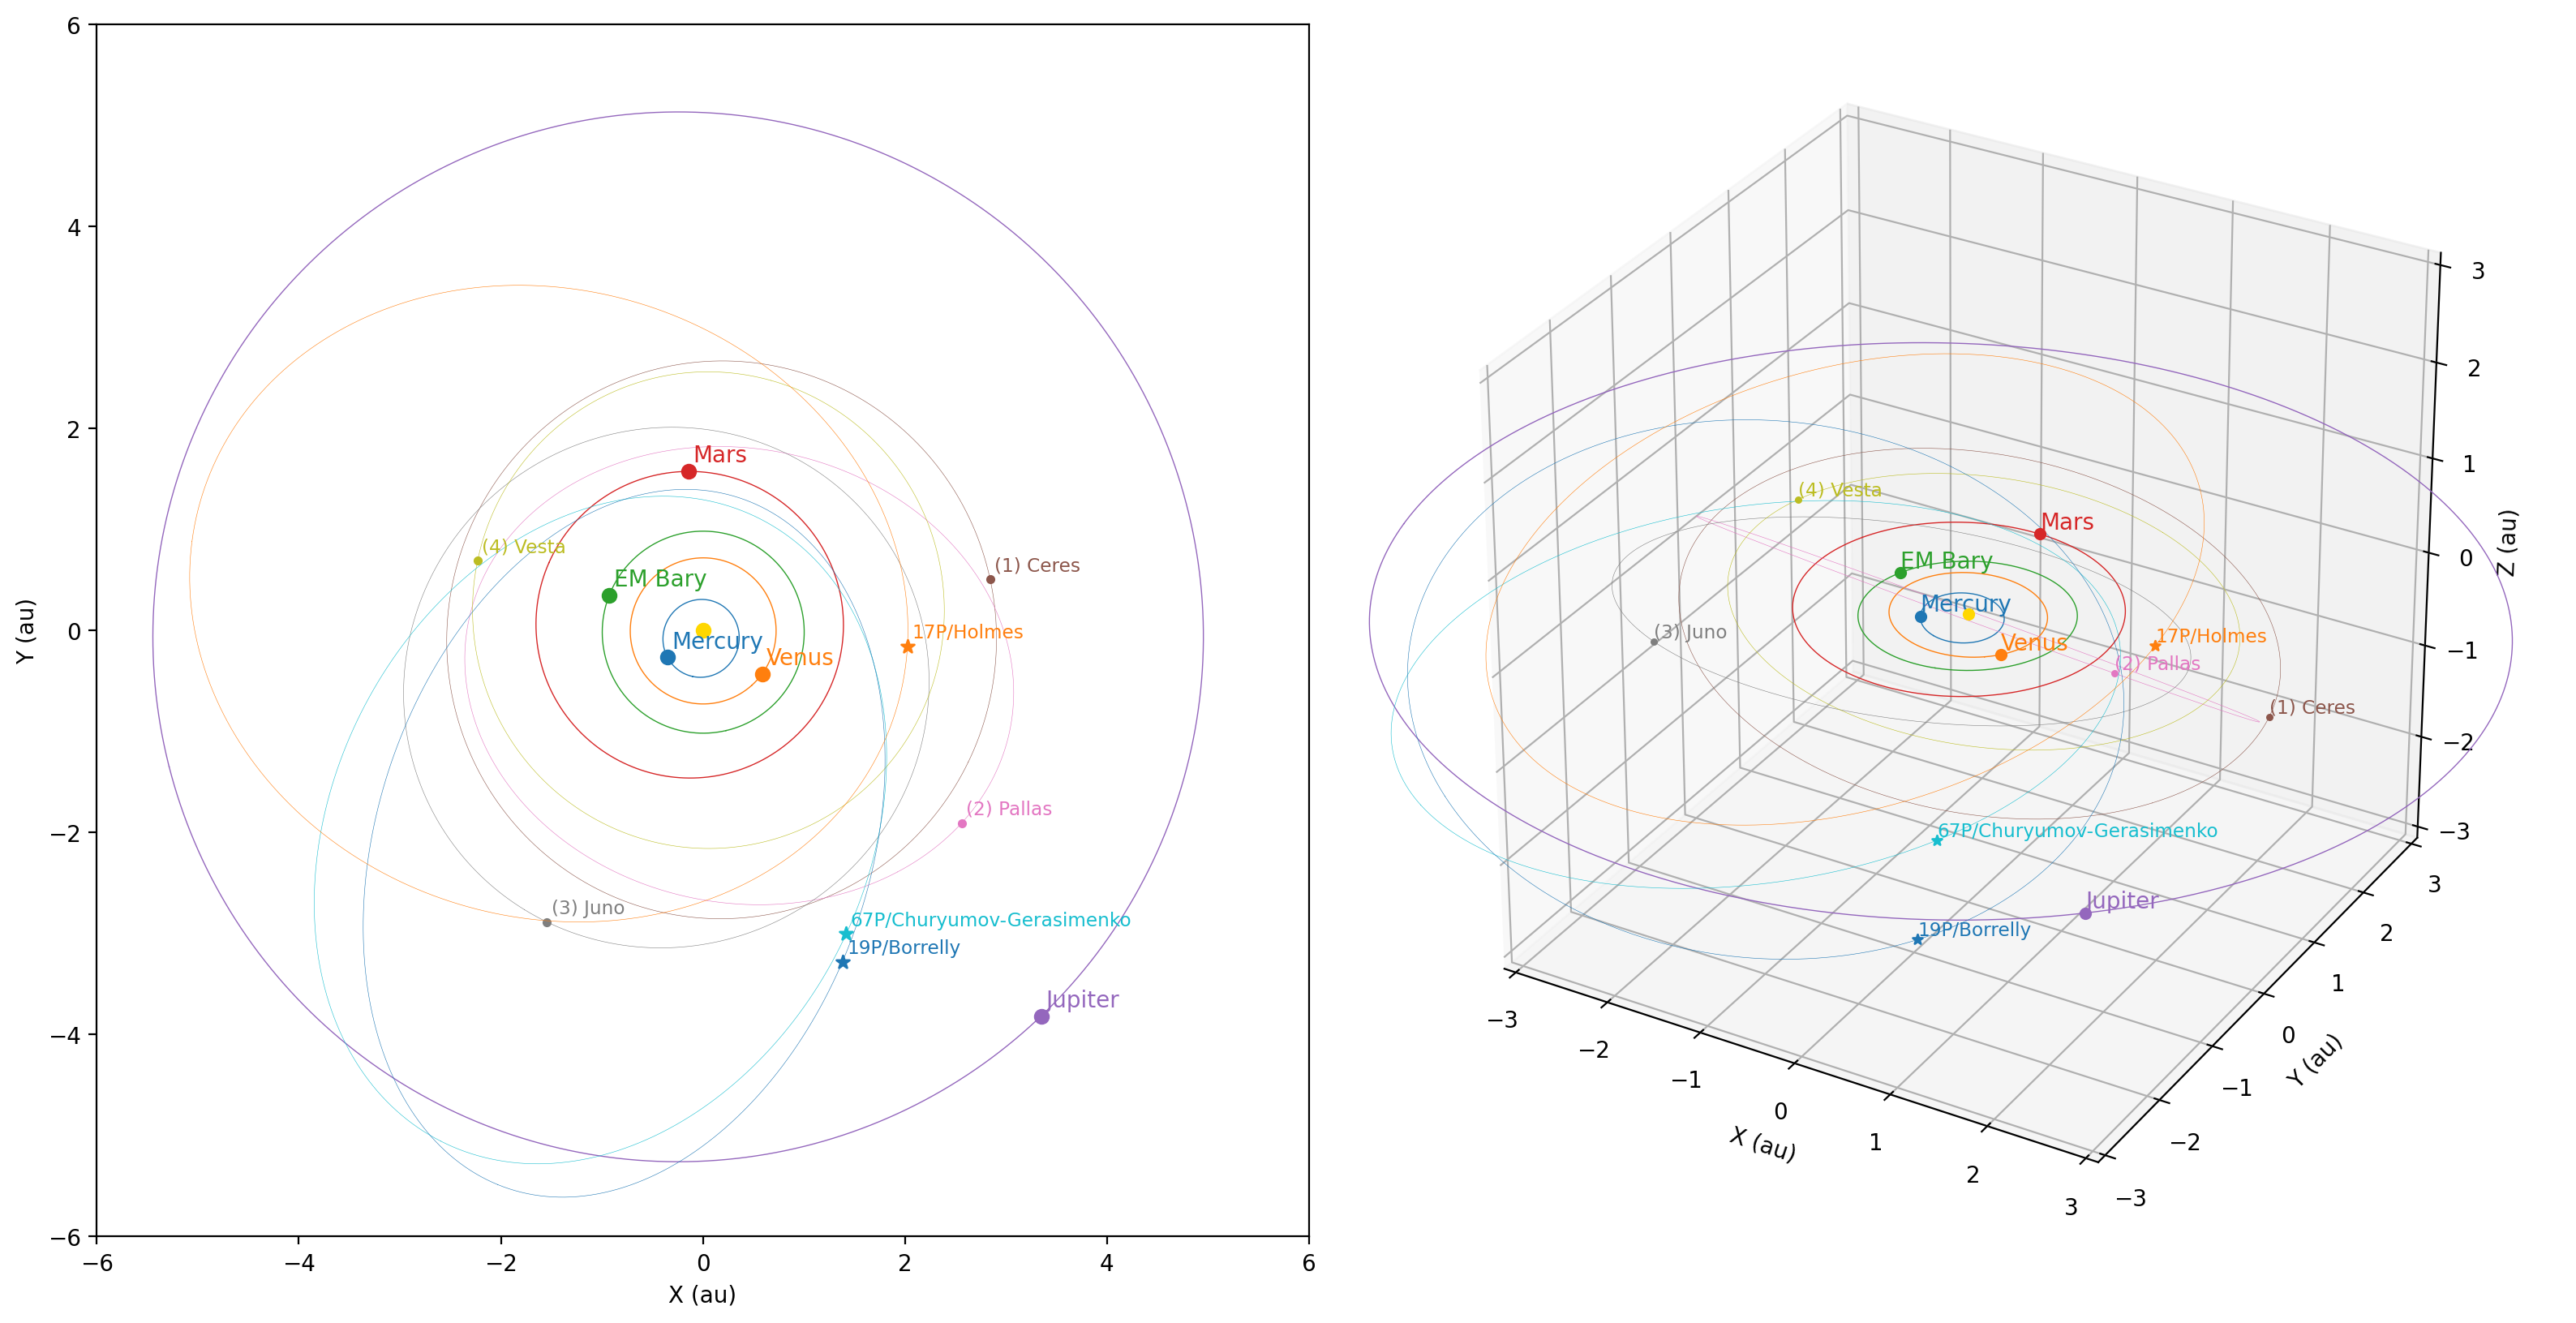 6
4
2
0
−2
−4
−6
−6
−4
−2
0
2
4
6
X (au)
Y (au)
Mars
(4) Vesta
EM Bary
(1) Ceres
Mercury
17P/Holmes
Venus
(2) Pallas
(3) Juno
67P/Churyumov-Gerasimenko
19P/Borrelly
Jupiter
3
2
1
0
−1
−2
−3
Z (au)
(4) Vesta
Mars
EM Bary
Mercury
(3) Juno
17P/Holmes
Venus
(2) Pallas
(1) Ceres
67P/Churyumov-Gerasimenko
Jupiter
19P/Borrelly
3
2
1
0
−1
−2
−3
Y (au)
−3
−2
−1
0
1
2
3
X (au)